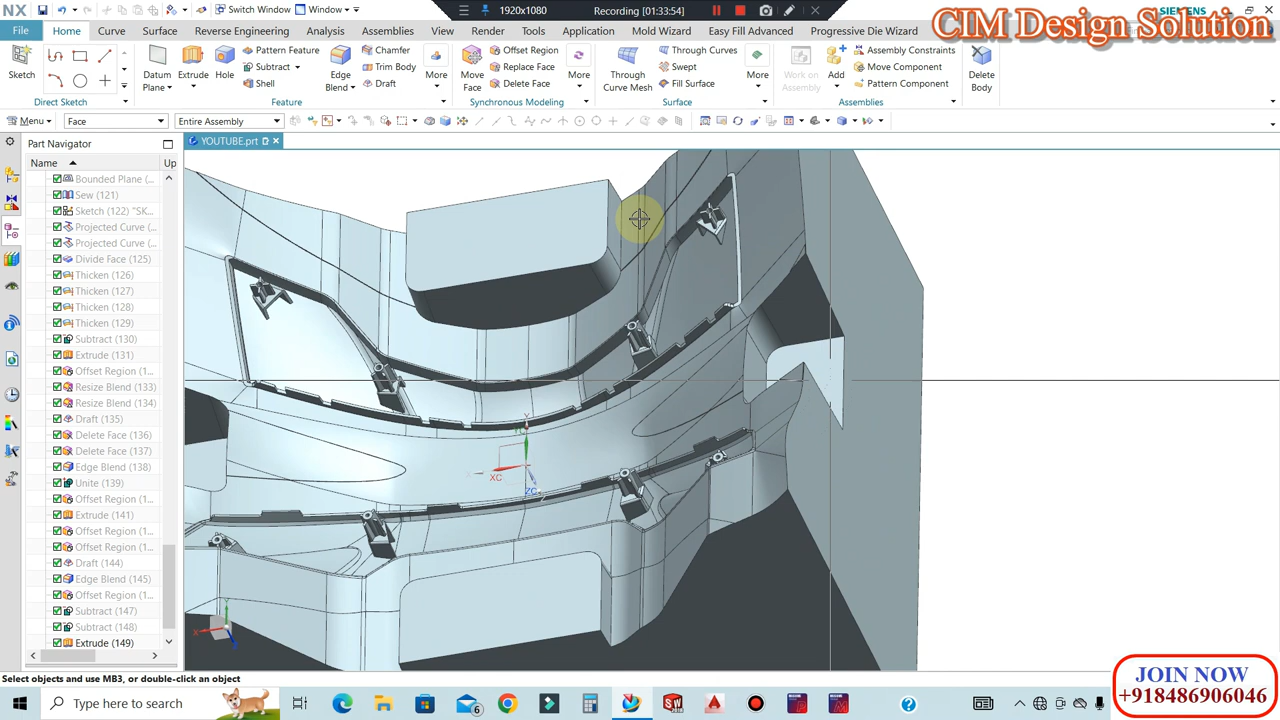 NX
Switch Window
Window
1920x1080
Recording [01:33:54]
SIEMENS
CIM Design Solution
File
Home
Curve
Surface
Reverse Engineering
Analysis
Assemblies
View
Render
Tools
Application
Mold Wizard
Easy Fill Advanced
Progressive Die Wizard
Sketch
Direct Sketch
Datum Plane
Extrude
Hole
Pattern Feature
Subtract
Shell
Edge Blend
Chamfer
Trim Body
Draft
More
Feature
Move Face
Offset Region
Replace Face
Delete Face
More
Synchronous Modeling
Through Curve Mesh
Through Curves
Swept
Fill Surface
More
Surface
Work on Assembly
Add
Assembly Constraints
Move Component
Pattern Component
Assemblies
Delete Body
Menu
Face
Entire Assembly
Part Navigator
YOUTUBE.prt
Name
Up
Bounded Plane (...
Sew (121)
Sketch (122) "SK...
Projected Curve (...
Projected Curve (...
Divide Face (125)
Thicken (126)
Thicken (127)
Thicken (128)
Thicken (129)
Subtract (130)
Extrude (131)
Offset Region (1...
Resize Blend (133)
Resize Blend (134)
Draft (135)
Delete Face (136)
Delete Face (137)
Edge Blend (138)
Unite (139)
Offset Region (1...
Extrude (141)
Offset Region (1...
Offset Region (1...
Draft (144)
Edge Blend (145)
Offset Region (1...
Subtract (147)
Subtract (148)
Extrude (149)
Y
YC
XC
ZC
X
Y
Z
Select objects and use MB3, or double-click an object
JOIN NOW
+918486906046
Type here to search
6